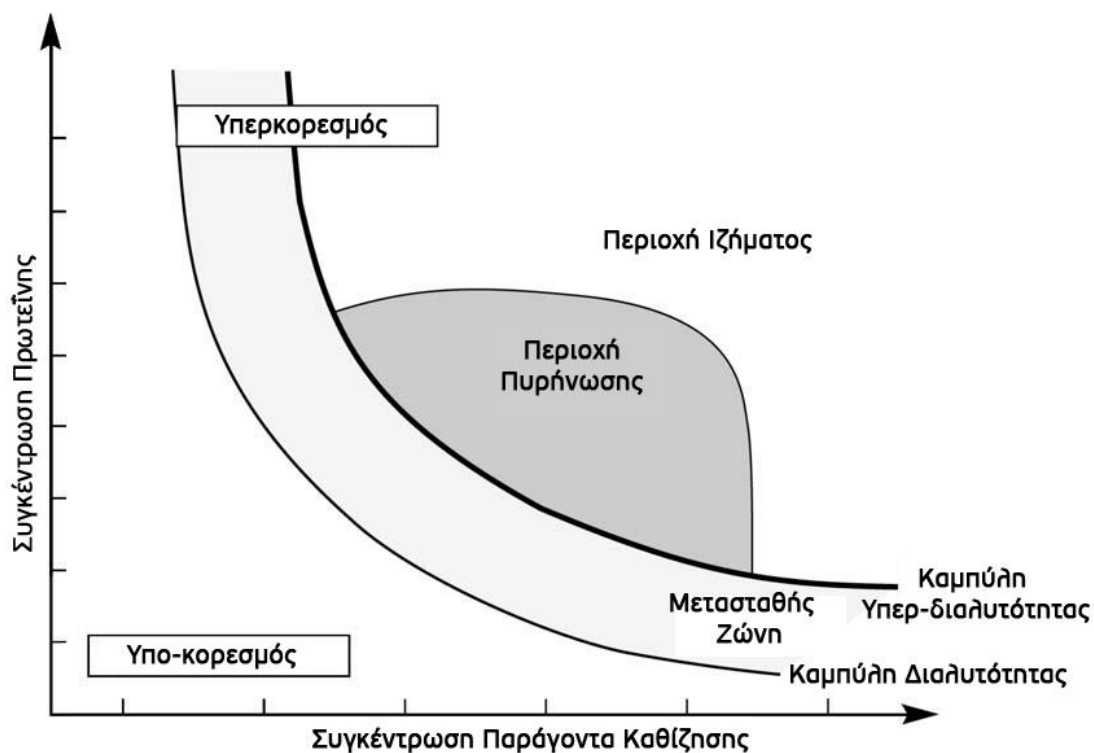 Υπερκορεσμός
Περιοχή Ιζήματος
Περιοχή
Πυρήνωσης
Συγκέντρωση Πρωτεΐνης
Μετασταθής
Ζώνη
Καμπύλη
Υπερ-διαλυτότητας
Υπο-κορεσμός
Καμπύλη Διαλυτότητας
Συγκέντρωση Παράγοντα Καθίζησης